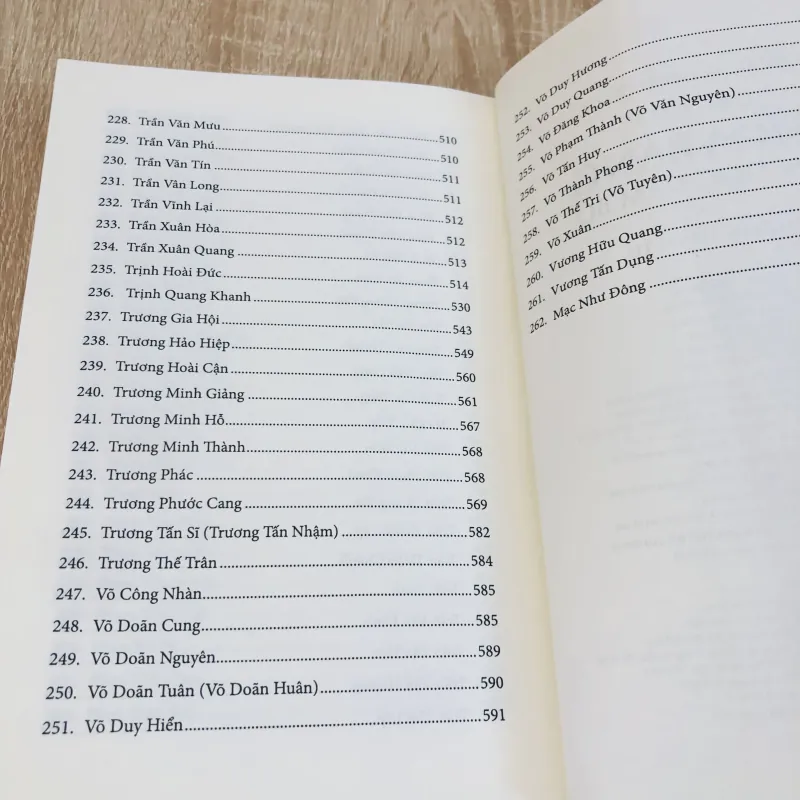 228. Trần Văn Mưu 510
229. Trần Văn Phú 510
230. Trần Văn Tín 511
231. Trần Vân Long 511
232. Trần Vĩnh Lại 512
233. Trần Xuân Hòa 512
234. Trần Xuân Quang 513
235. Trịnh Hoài Đức 514
236. Trịnh Quang Khanh 530
237. Trương Gia Hội 543
238. Trương Hảo Hiệp 549
239. Trương Hoài Cận 560
240. Trương Minh Giảng 561
241. Trương Minh Hổ 567
242. Trương Minh Thành 568
243. Trương Phác 568
244. Trương Phước Cang 569
245. Trương Tấn Sĩ (Trương Tấn Nhậm) 582
246. Trương Thế Trân 584
247. Võ Công Nhàn 585
248. Võ Doãn Cung 585
249. Võ Doãn Nguyên 589
250. Võ Doãn Tuân (Võ Doãn Huân) 590
251. Võ Duy Hiển 591
252. Võ Duy Hương
253. Võ Duy Quang
254. Võ Đăng Khoa
255. Võ Phạm Thành (Võ Văn Nguyên)
256. Võ Tấn Huy
257. Võ Thành Phong
258. Võ Thế Tri (Võ Tuyên)
259. Võ Xuân
260. Vương Hữu Quang
261. Vương Tấn Dụng
262. Mạc Như Đông